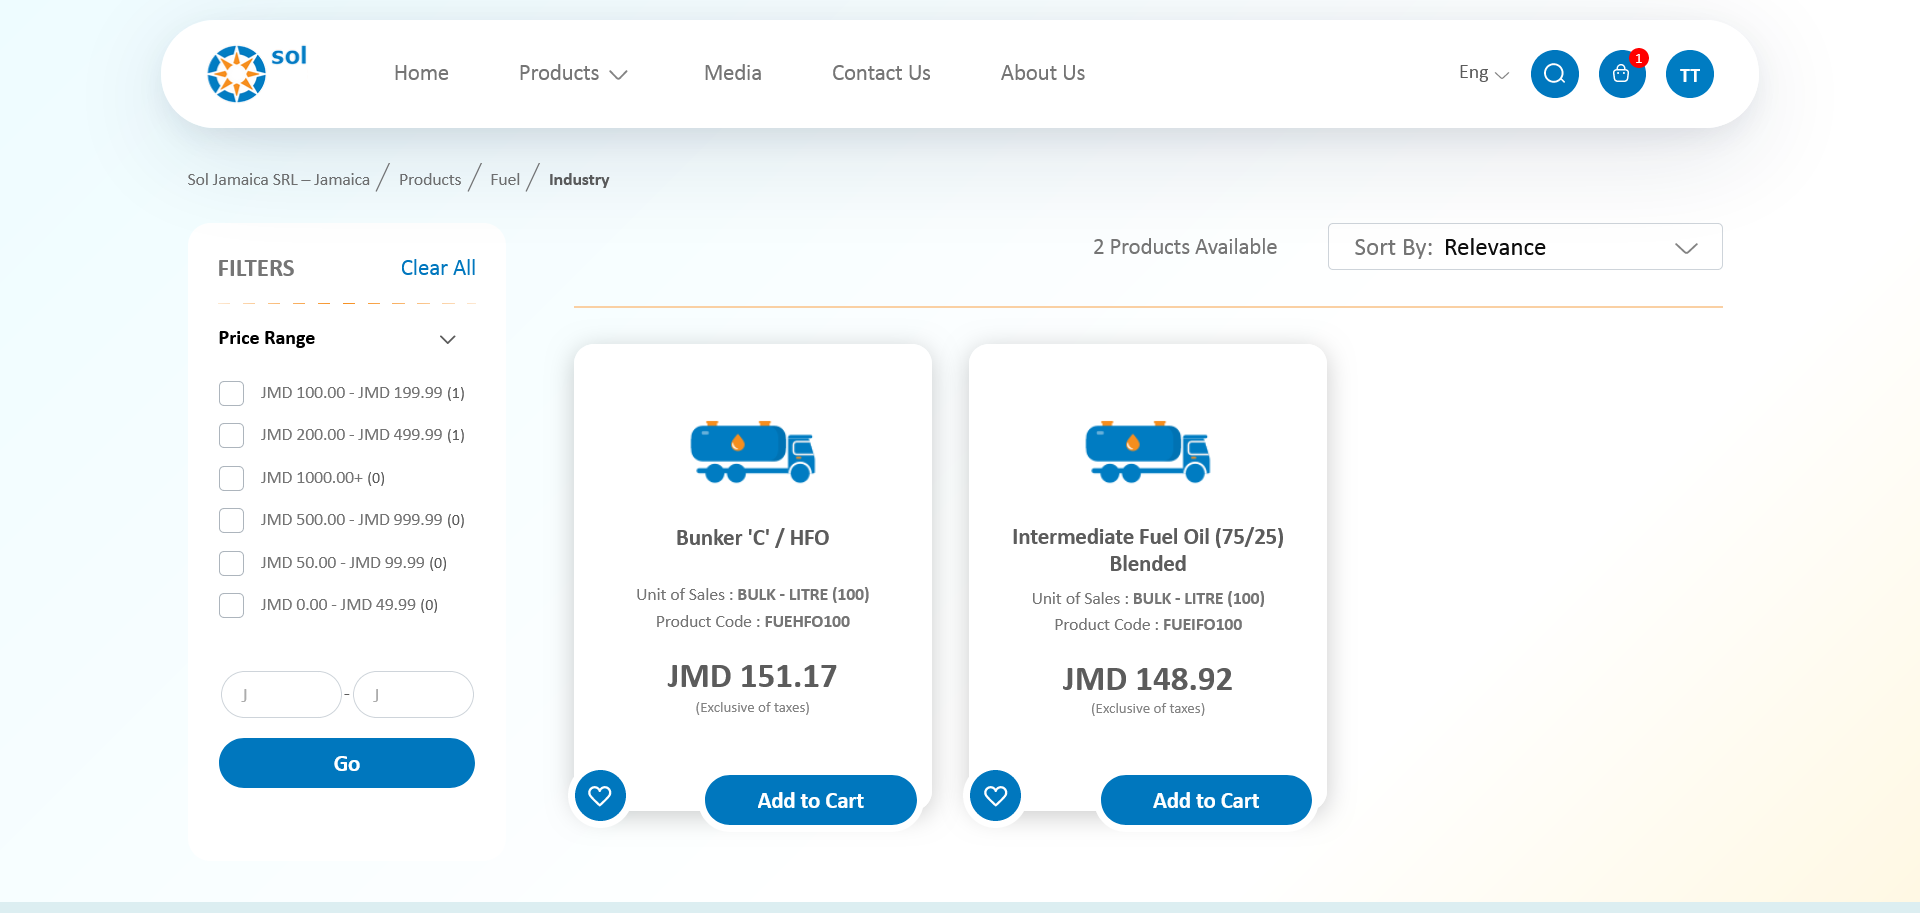 sol
Home
Products
Media
Contact Us
About Us
Eng
1
TT
Sol Jamaica SRL – Jamaica / Products / Fuel / Industry
FILTERS
Clear All
Price Range
JMD 100.00 - JMD 199.99 (1)
JMD 200.00 - JMD 499.99 (1)
JMD 1000.00+ (0)
JMD 500.00 - JMD 999.99 (0)
JMD 50.00 - JMD 99.99 (0)
JMD 0.00 - JMD 49.99 (0)
J - J
Go
2 Products Available
Sort By: Relevance
Bunker 'C' / HFO
Unit of Sales : BULK - LITRE (100)
Product Code : FUEHFO100
JMD 151.17
(Exclusive of taxes)
Add to Cart
Intermediate Fuel Oil (75/25)
Blended
Unit of Sales : BULK - LITRE (100)
Product Code : FUEIFO100
JMD 148.92
(Exclusive of taxes)
Add to Cart